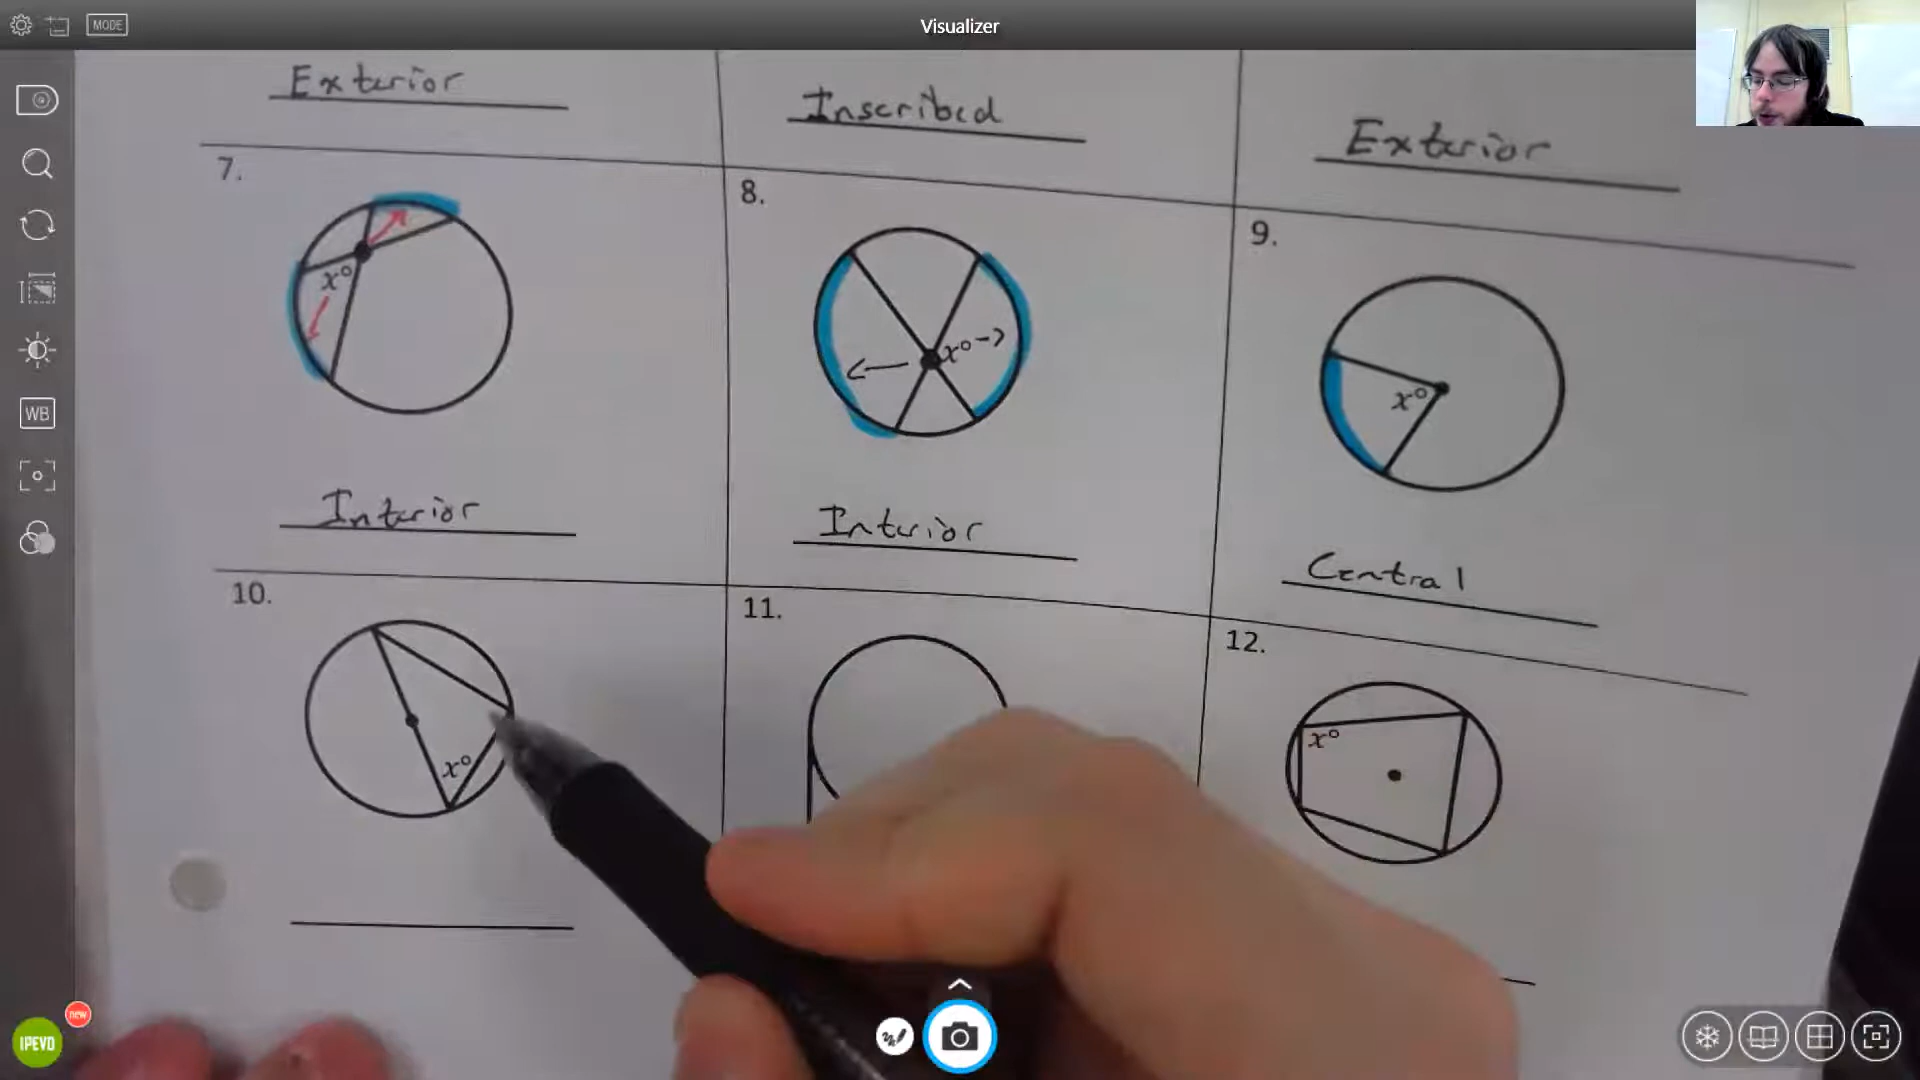 MODE
Visualizer
Exterior
Inscribed
Exterior
7.
x°
Interior
8.
x°
Interior
9.
x°
Central
WB
10.
x°
11.
12.
x°
new
IPEVO